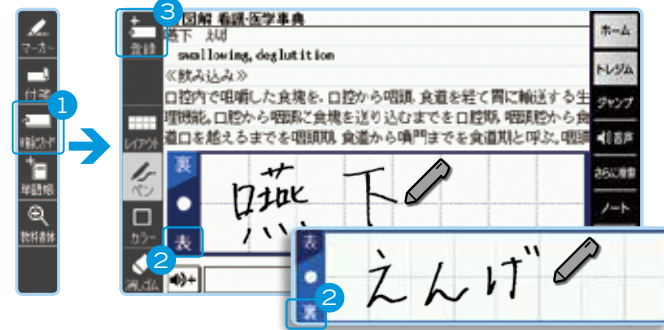 マーカー
付箋
1
暗記カード
単語帳
教科書体
3
登録
レイアウト
ペン
カラー
2
消しゴム
図解 看護・医学事典
下
swallowing, deglutition
≪飲み込み≫
口腔内で咀嚼した食塊を、口腔から咽頭、食道を経て胃に輸送する生
理機能。口腔から咽頭に食塊を送り込むまでを口腔期、咽頭腔から食
道口を越えるまでを咽頭期、食道から噴門までを食道期と呼ぶ。咽頭
裏
表
嚥下
ホーム
トレジム
ジャンプ
音声
さらに検索
ノート
表
2
裏
えんげ